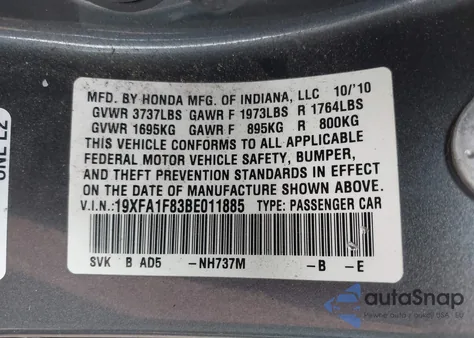 MFD. BY HONDA MFG. OF INDIANA, LLC 10/'10
GVWR 3737LBS GAWR F 1973LBS R 1764LBS
GVWR 1695KG GAWR F 895KG R 800KG
THIS VEHICLE CONFORMS TO ALL APPLICABLE
FEDERAL MOTOR VEHICLE SAFETY, BUMPER,
AND THEFT PREVENTION STANDARDS IN EFFECT
ON THE DATE OF MANUFACTURE SHOWN ABOVE.
V.I.N.:19XFA1F83BE011885 TYPE: PASSENGER CAR
SVK B AD5 -NH737M -B -E
autoSnap